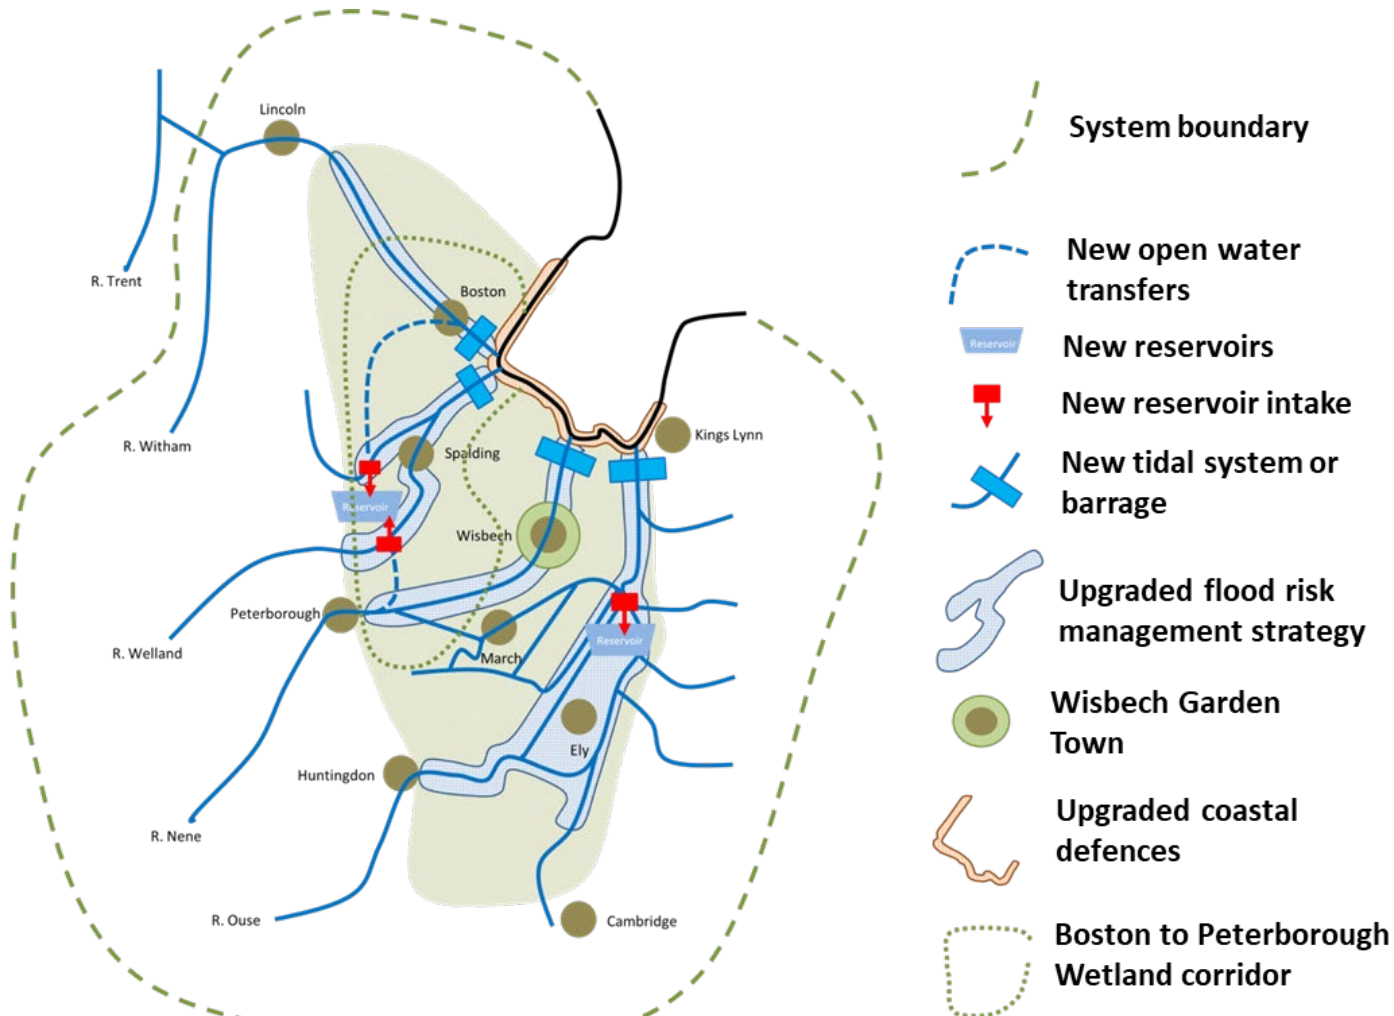 Lincoln
R. Trent
Boston
R. Witham
Kings Lynn
Spalding
Reservoir
Wisbech
Peterborough
R. Welland
March
Reservoir
Ely
Huntingdon
R. Nene
R. Ouse
Cambridge
System boundary
New open water
transfers
Reservoir
New reservoirs
New reservoir intake
New tidal system or
barrage
Upgraded flood risk
management strategy
Wisbech Garden
Town
Upgraded coastal
defences
Boston to Peterborough
Wetland corridor